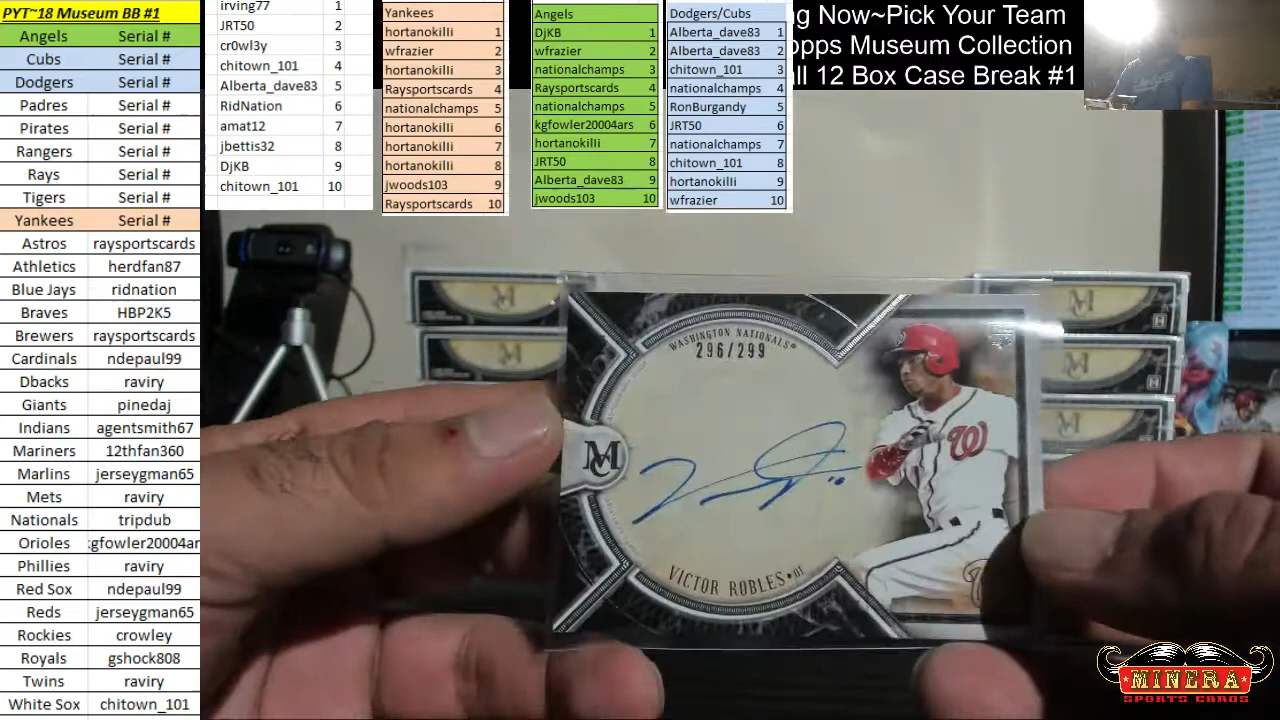 PYT~18 Museum BB #1
Angels Serial #
Cubs Serial #
Dodgers Serial #
Padres Serial #
Pirates Serial #
Rangers Serial #
Rays Serial #
Tigers Serial #
Yankees Serial #
Astros raysportscards
Athletics herdfan87
Blue Jays ridnation
Braves HBP2K5
Brewers raysportscards
Cardinals ndepaul99
Dbacks raviry
Giants pinedaj
Indians agentsmith67
Mariners 12thfan360
Marlins jerseygman65
Mets raviry
Nationals tripdub
Orioles :gfowler20004ar
Phillies raviry
Red Sox ndepaul99
Reds jerseygman65
Rockies crowley
Royals gshock808
Twins raviry
White Sox chitown_101
irving77 1
JRT50 2
cr0wl3y 3
chitown_101 4
Alberta_dave83 5
RidNation 6
amat12 7
jbettis32 8
DjKB 9
chitown_101 10
Yankees
hortanokilli 1
wfrazier 2
hortanokilli 3
Raysportscards 4
nationalchamps 5
hortanokilli 6
hortanokilli 7
hortanokilli 8
jwoods103 9
Raysportscards 10
Angels
DjKB 1
wfrazier 2
nationalchamps 3
Raysportscards 4
nationalchamps 5
kgfowler20004ars 6
hortanokilli 7
JRT50 8
Alberta_dave83 9
jwoods103 10
Dodgers/Cubs
Alberta_dave83 1
Alberta_dave83 2
chitown_101 3
nationalchamps 4
RonBurgandy 5
JRT50 6
nationalchamps 7
chitown_101 8
hortanokilli 9
wfrazier 10
ng Now~Pick Your Team
opps Museum Collection
all 12 Box Case Break #1
WASHINGTON NATIONALS®
296/299
MC
W
VICTOR ROBLES • OF
MINERA
SPORTS CARDS